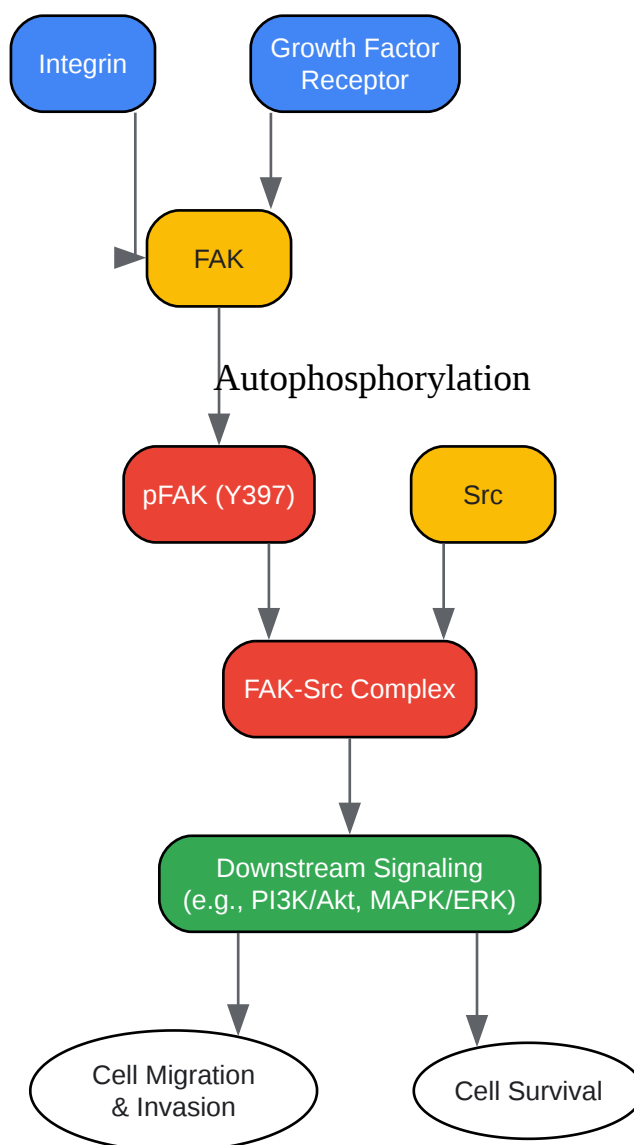 Integrin
Growth Factor
Receptor
FAK
Autophosphorylation
pFAK (Y397)
Src
FAK-Src Complex
Downstream Signaling
(e.g., PI3K/Akt, MAPK/ERK)
Cell Migration
& Invasion
Cell Survival